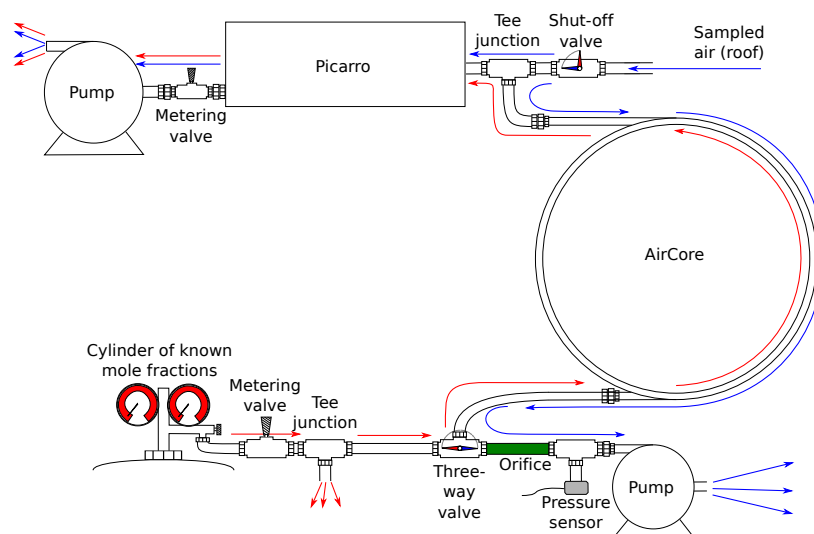 Tee
junction
Shut-off
valve
Sampled
air (roof)
Picarro
Pump
Metering
valve
AirCore
Cylinder of known
mole fractions
Metering
valve
Tee
junction
Three-
way
valve
Orifice
Pressure
sensor
Pump